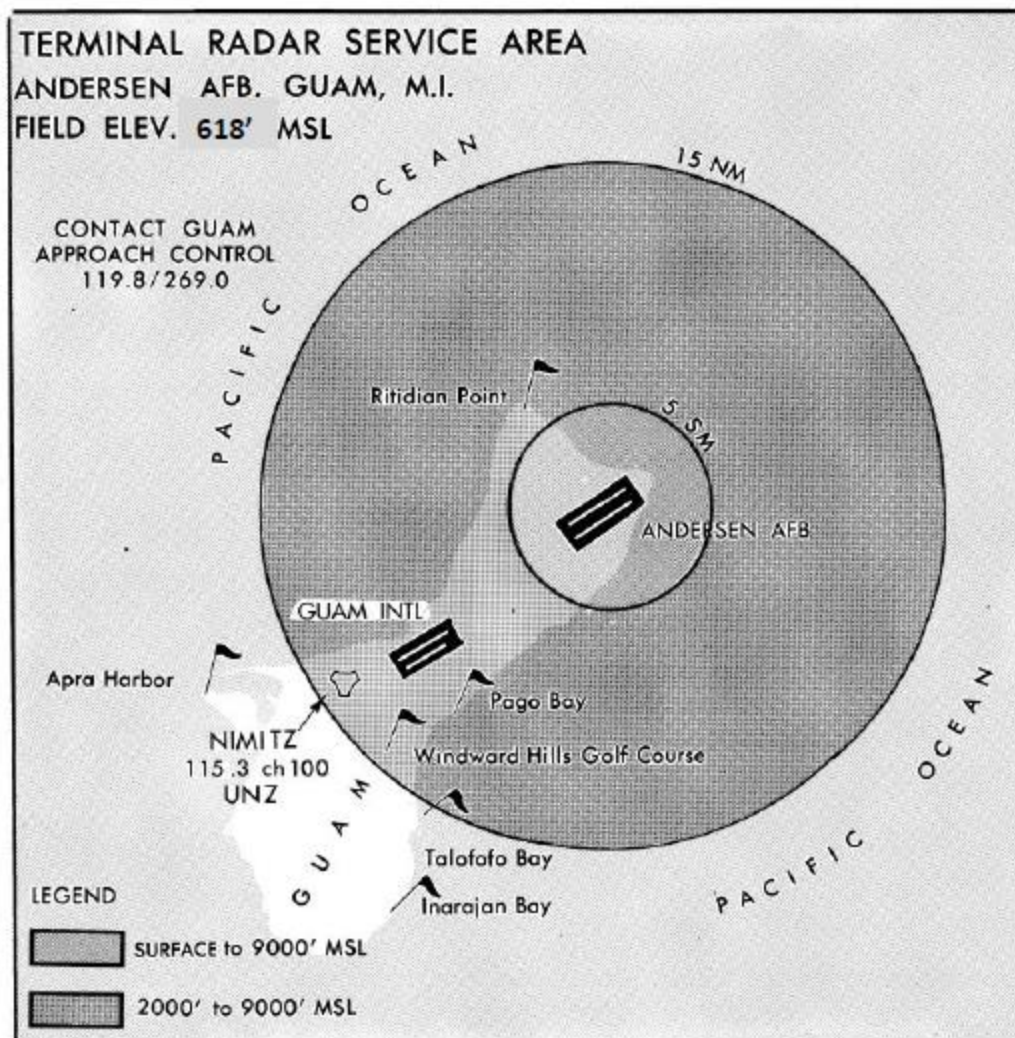 TERMINAL RADAR SERVICE AREA
ANDERSEN AFB. GUAM, M.I.
FIELD ELEV. 618' MSL
PACIFIC OCEAN
15 NM
CONTACT GUAM
APPROACH CONTROL
119.8/269.0
Ritidian Point
5 SM
ANDERSEN AFB
GUAM INTL
Apra Harbor
Pago Bay
NIMITZ
115.3 ch100
UNZ
Windward Hills Golf Course
GUAM
Talofofo Bay
Inarajan Bay
PACIFIC OCEAN
LEGEND
SURFACE to 9000' MSL
2000' to 9000' MSL